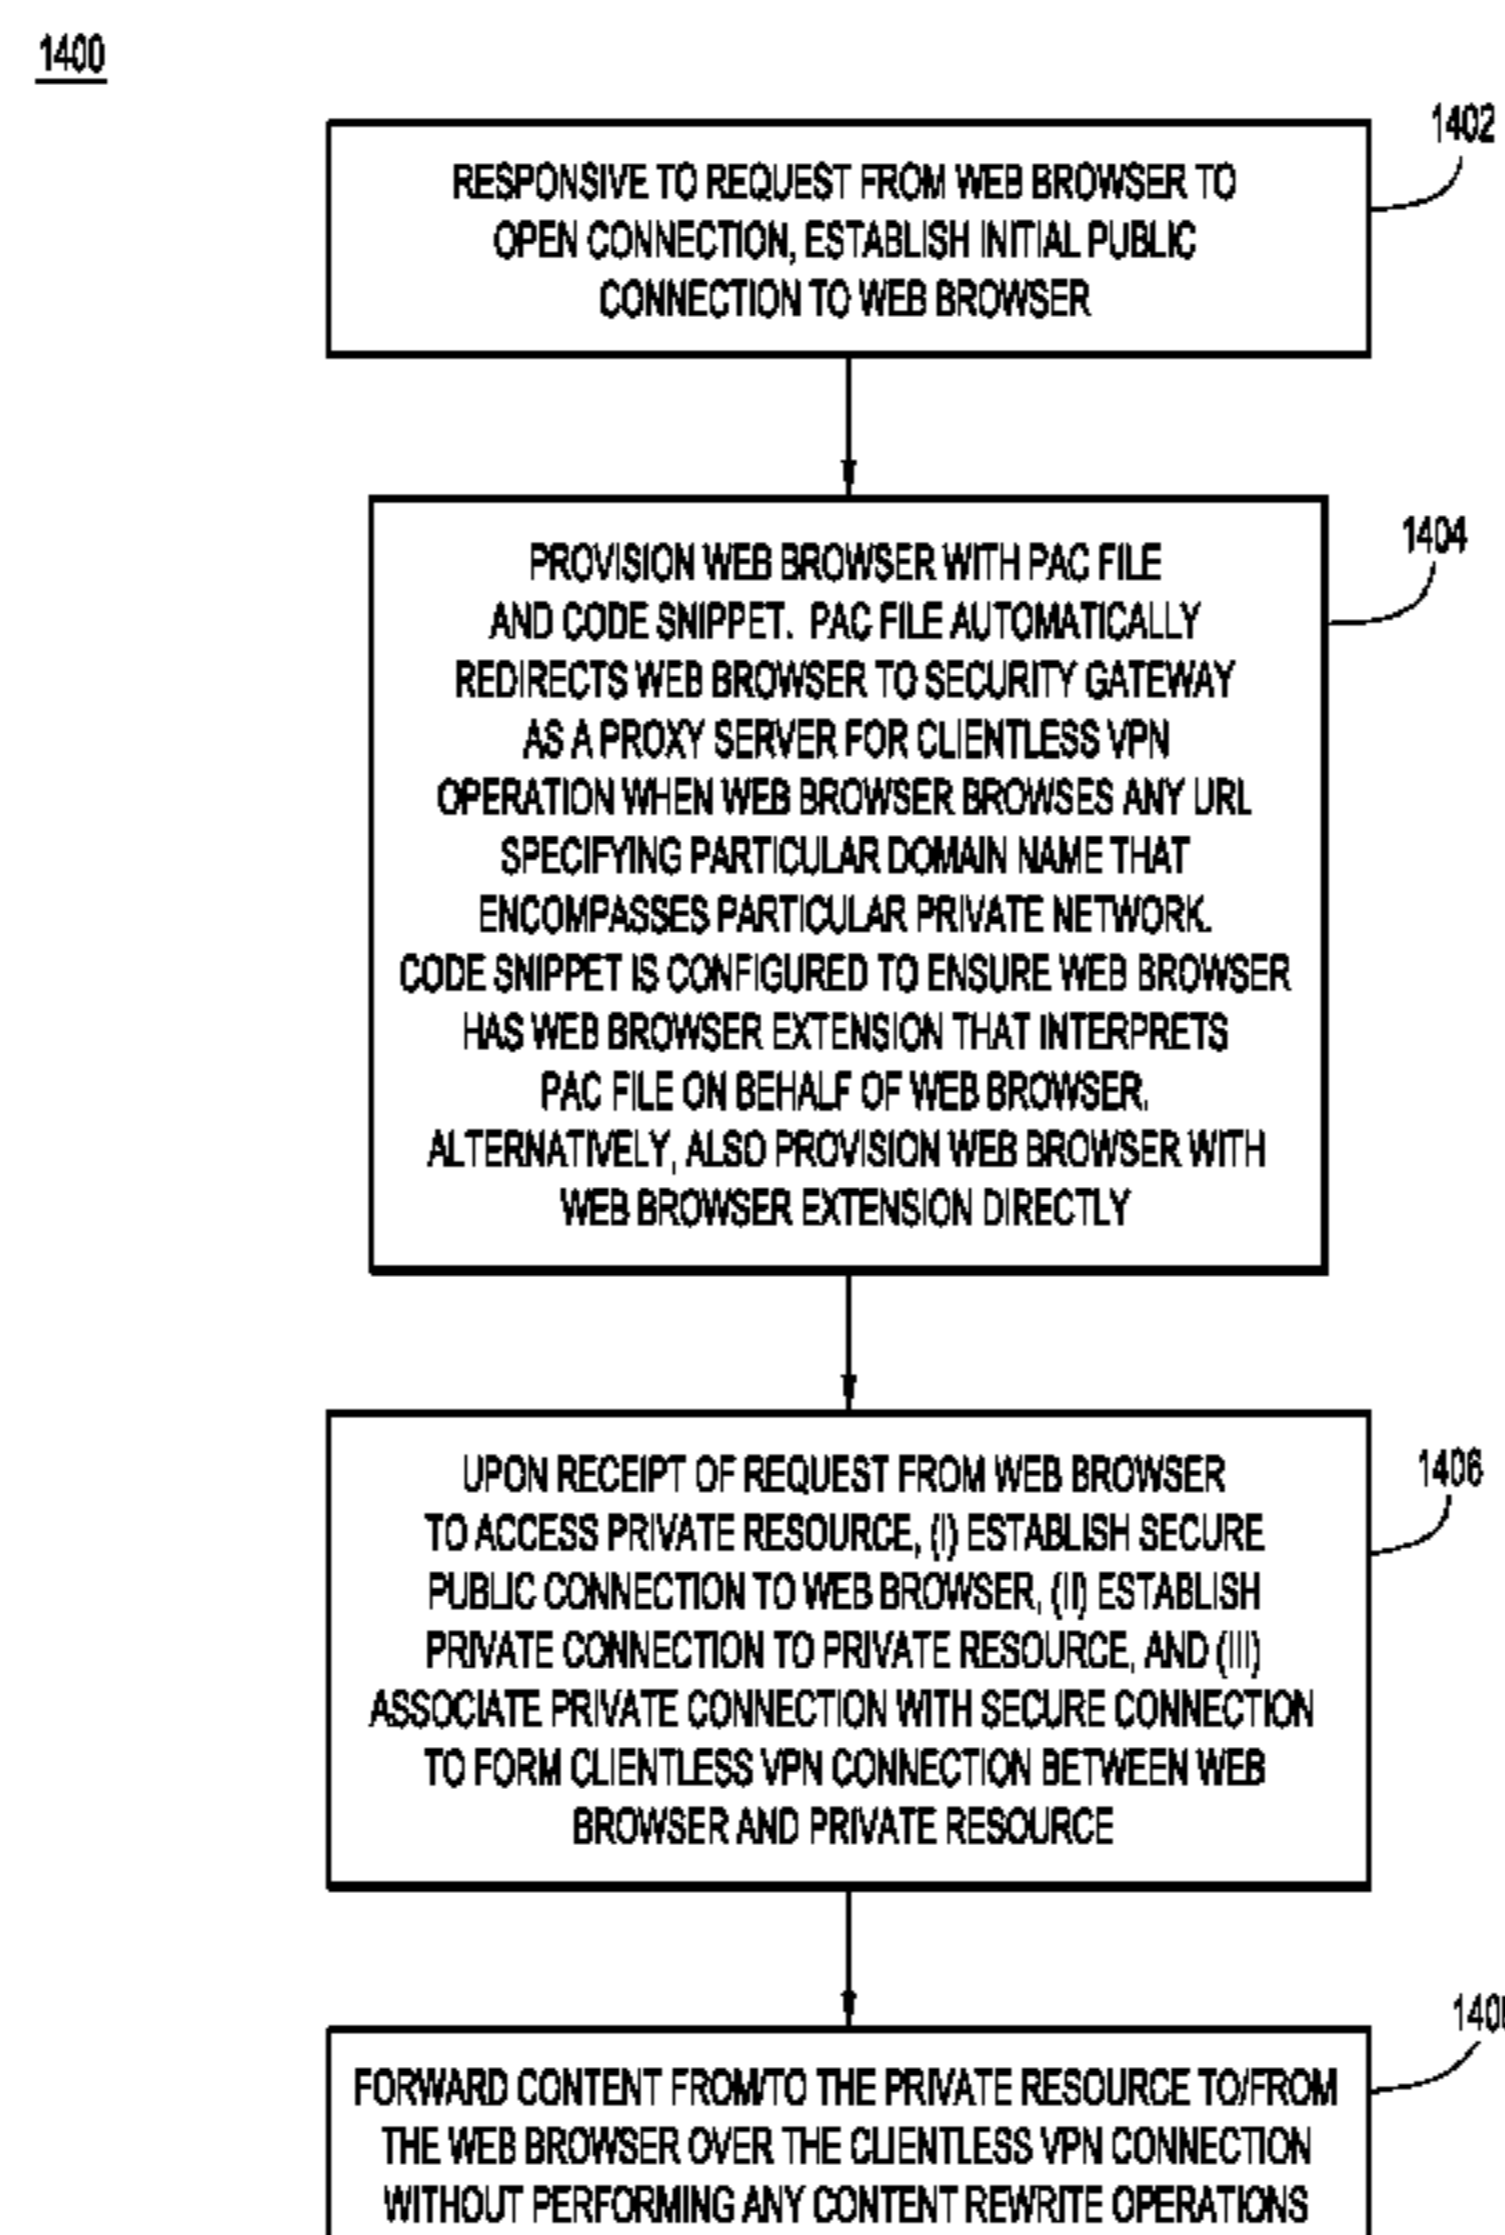 1400
1402
RESPONSIVE TO REQUEST FROM WEB BROWSER TO
OPEN CONNECTION, ESTABLISH INITIAL PUBLIC
CONNECTION TO WEB BROWSER
1404
PROVISION WEB BROWSER WITH PAC FILE
AND CODE SNIPPET. PAC FILE AUTOMATICALLY
REDIRECTS WEB BROWSER TO SECURITY GATEWAY
AS A PROXY SERVER FOR CLIENTLESS VPN
OPERATION WHEN WEB BROWSER BROWSES ANY URL
SPECIFYING PARTICULAR DOMAIN NAME THAT
ENCOMPASSES PARTICULAR PRIVATE NETWORK.
CODE SNIPPET IS CONFIGURED TO ENSURE WEB BROWSER
HAS WEB BROWSER EXTENSION THAT INTERPRETS
PAC FILE ON BEHALF OF WEB BROWSER.
ALTERNATIVELY, ALSO PROVISION WEB BROWSER WITH
WEB BROWSER EXTENSION DIRECTLY
1406
UPON RECEIPT OF REQUEST FROM WEB BROWSER
TO ACCESS PRIVATE RESOURCE, (I) ESTABLISH SECURE
PUBLIC CONNECTION TO WEB BROWSER, (II) ESTABLISH
PRIVATE CONNECTION TO PRIVATE RESOURCE, AND (III)
ASSOCIATE PRIVATE CONNECTION WITH SECURE CONNECTION
TO FORM CLIENTLESS VPN CONNECTION BETWEEN WEB
BROWSER AND PRIVATE RESOURCE
FORWARD CONTENT FROM/TO THE PRIVATE RESOURCE TO/FROM
THE WEB BROWSER OVER THE CLIENTLESS VPN CONNECTION
WITHOUT PERFORMING ANY CONTENT REWRITE OPERATIONS